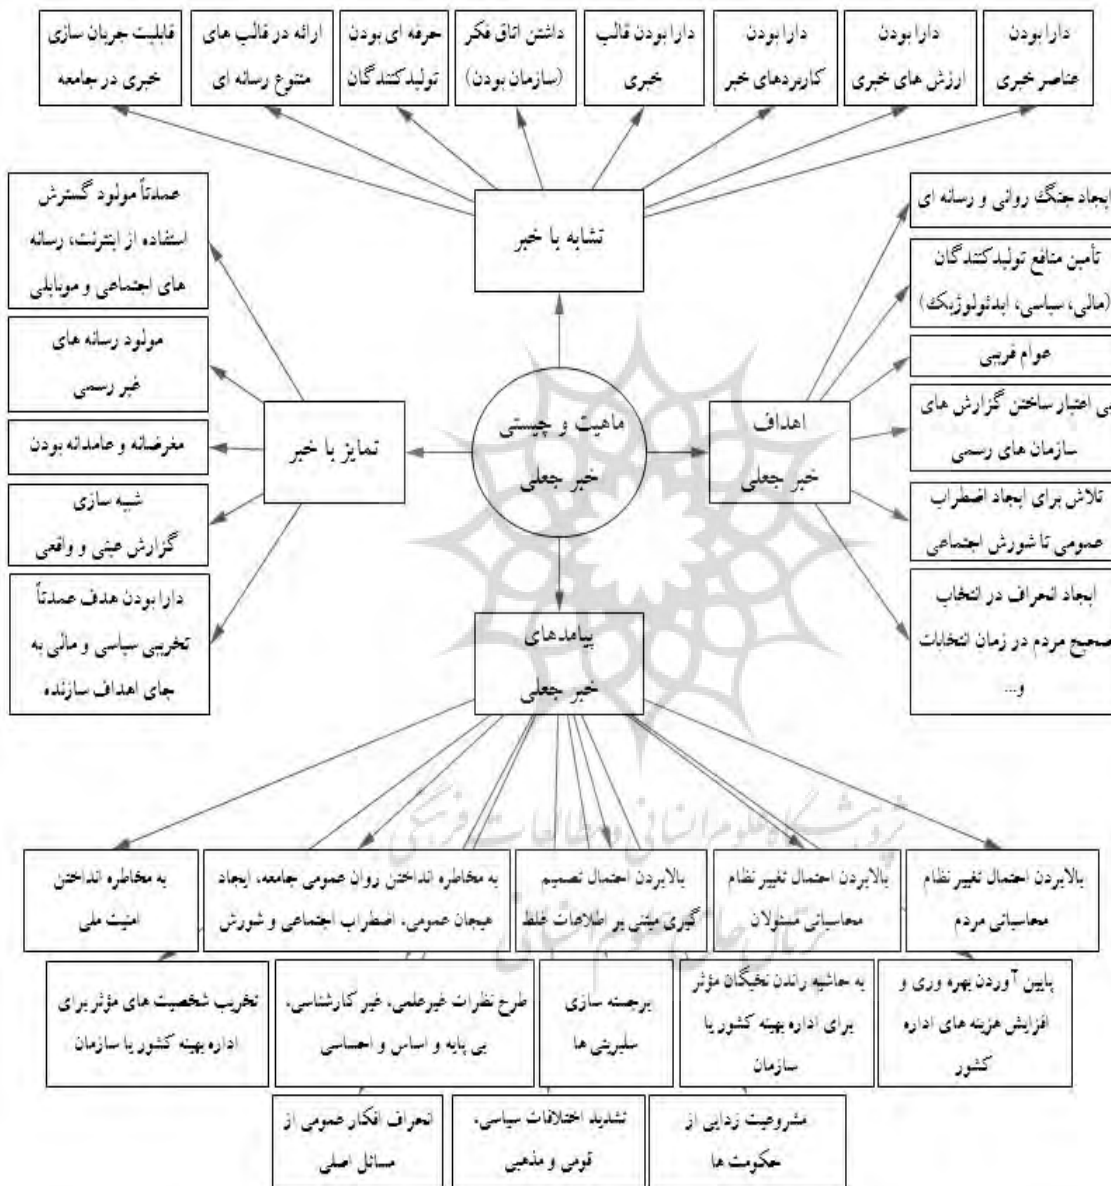 دارا بودن
عناصر خبری
دارا بودن
ارزش های خبری
دارا بودن.
کاربردهای خبر
دارا بودن قالب
خبری
داشتن اتاق فکر
(سازمان بودن)
حرفه ای بودن
تولیدکنندگان
ارائه در قالب های
متنوع رسانه ای
قابلیت جریان سازی
خبری در جامعه
تشابه با خبر
ایجاد جنگ روانی و رسانه ای
تأمین منافع تولیدکنندگان
(مالی، سیاسی، ایدئولوژیک)
عوام فریبی
بی اعتبار ساختن گزارش های
سازمان های رسمی
تلاش برای ایجاد اضطراب
عمومی تا شورش اجتماعی
ایجاد انحراف در انتخاب
صحیح مردم در زمان انتخابات
و...
اهداف
خبر جعلی
ماهیت و چیستی
خبر جعلی
تمایز با خبر
عمدتاً مولود گسترش
استفاده از اینترنت، رسانه
های اجتماعی و موبایلی
مولود رسانه های
غیر رسمی
مغرضانه و عامدانه بودن
شبیه سازی
گزارش عینی و واقعی
دارا بودن هدف عمدتاً
تخریبی سیاسی و مالی به
جای اهداف سازنده
پیامدهای
خبر جعلی
پژوهشگاه علوم انسانی و مطالعات فرهنگی
پرتال جامع علوم انسانی
بالابردن احتمال تغییر نظام
محاسباتی مردم
بالابردن احتمال تغییر نظام
محاسباتی مسئولان
بالابردن احتمال تصمیم
گیری مبتنی بر اطلاعات غلط
به مخاطره انداختن روان عمومی جامعه، ایجاد
هیجان عمومی، اضطراب اجتماعی و شورش
به مخاطره انداختن
امنیت ملی
پایین آوردن بهره وری و
افزایش هزینه های اداره
کشور
به حاشیه راندن نخبگان مؤثر
برای اداره بهینه کشور یا
سازمان
برجسته سازی
سلبریتی ها
طرح نظرات غیرعلمی، غیر کارشناسی،
بی پایه و اساس و احساسی
تخریب شخصیت های مؤثر برای
اداره بهینه کشور یا سازمان
مشروعیت زدایی از
حکومت ها
تشدید اختلافات سیاسی،
قومی و مذهبی
انحراف افکار عمومی از
مسائل اصلی